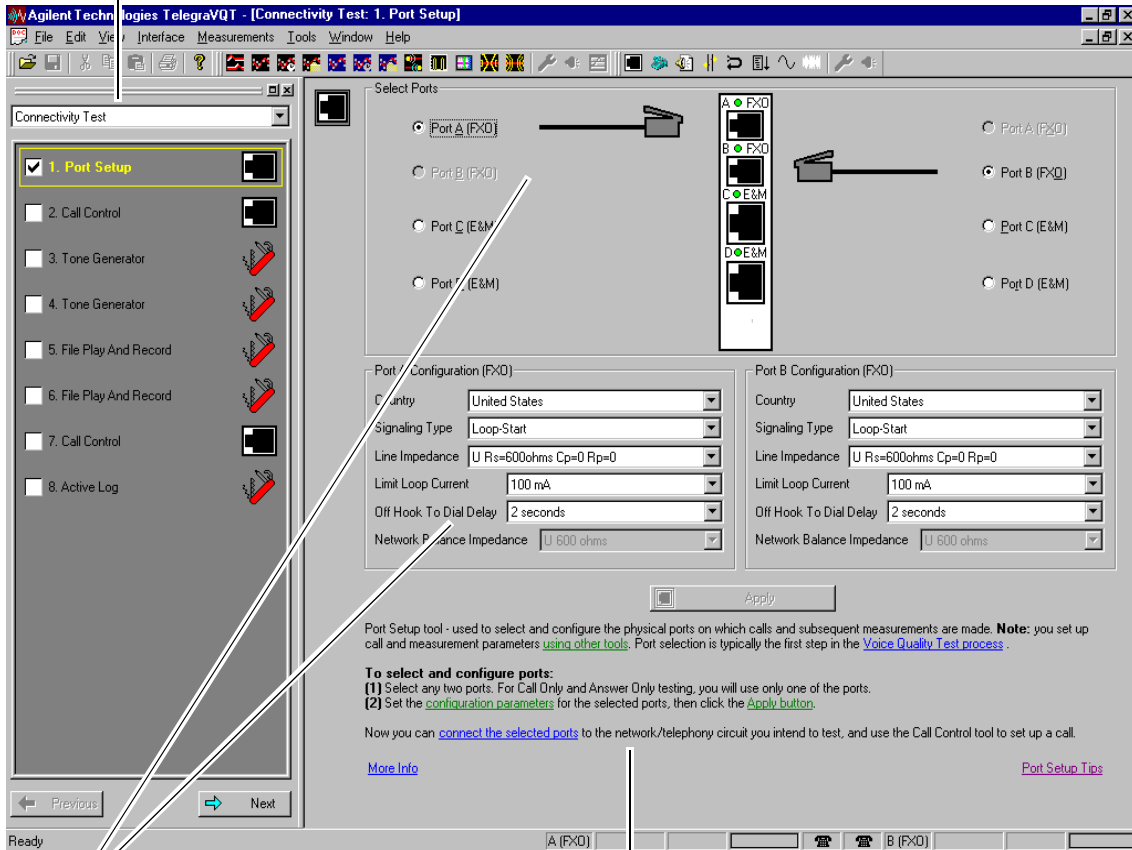 Agilent Technologies TelegraVQT - [Connectivity Test: 1. Port Setup]
File Edit View Interface Measurements Tools Window Help
Connectivity Test
1. Port Setup
2. Call Control
3. Tone Generator
4. Tone Generator
5. File Play And Record
6. File Play And Record
7. Call Control
8. Active Log
Previous
Next
Select Ports
Port A (FXO)
Port B (FXO)
Port C (E&M)
Port D (E&M)
A FXO
B FXO
C E&M
D E&M
Port A (FXO)
Port B (FXO)
Port C (E&M)
Port D (E&M)
Port A Configuration (FXO)
Country United States
Signaling Type Loop-Start
Line Impedance U Rs=600ohms Cp=0 Rp=0
Limit Loop Current 100 mA
Off Hook To Dial Delay 2 seconds
Network Balance Impedance U 600 ohms
Port B Configuration (FXO)
Country United States
Signaling Type Loop-Start
Line Impedance U Rs=600ohms Cp=0 Rp=0
Limit Loop Current 100 mA
Off Hook To Dial Delay 2 seconds
Network Balance Impedance U 600 ohms
Apply
Port Setup tool - used to select and configure the physical ports on which calls and subsequent measurements are made. Note: you set up
call and measurement parameters using other tools. Port selection is typically the first step in the Voice Quality Test process .
To select and configure ports:
(1) Select any two ports. For Call Only and Answer Only testing, you will use only one of the ports.
(2) Set the configuration parameters for the selected ports, then click the Apply button.
Now you can connect the selected ports to the network/telephony circuit you intend to test, and use the Call Control tool to set up a call.
More Info
Port Setup Tips
Ready
A (FXO)
B (FXO)